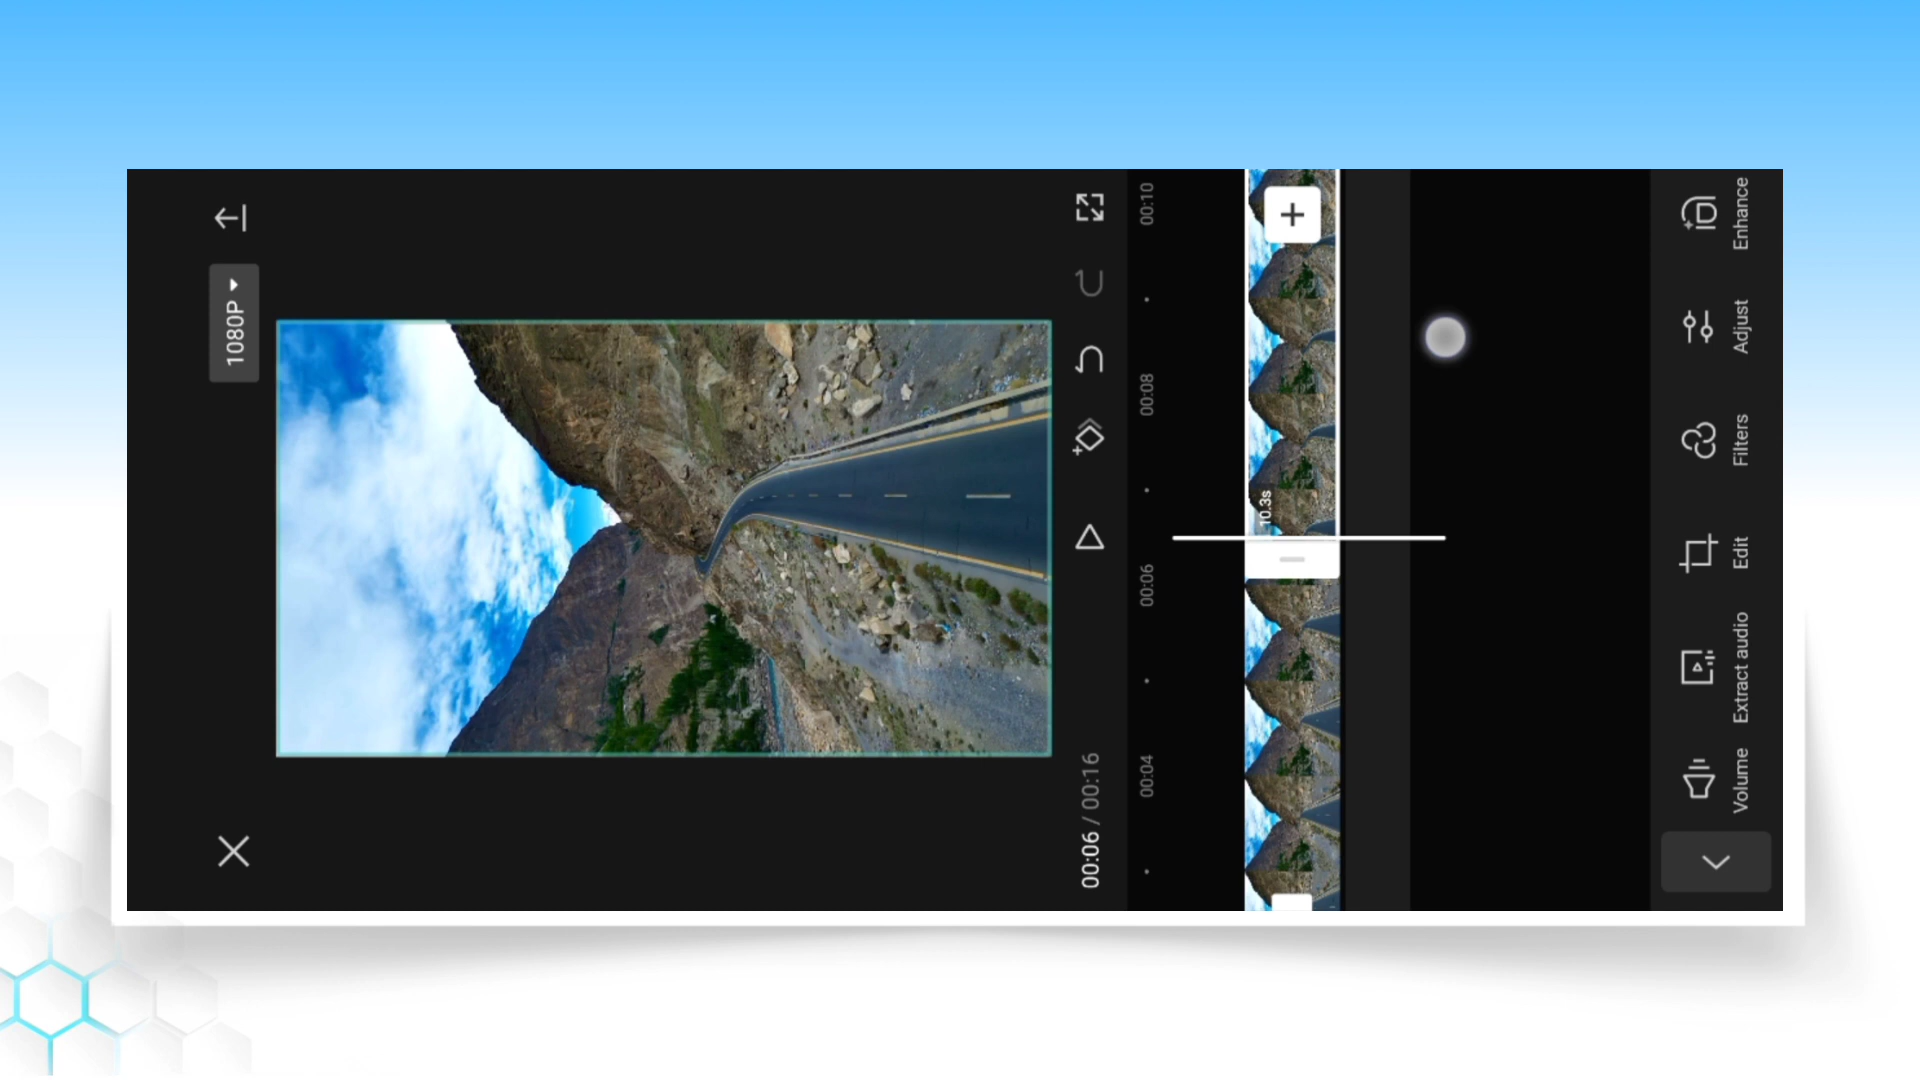 1080P
00:06 / 00:16
00:04
00:06
00:08
00:10
10.3s
Volume
Extract audio
Edit
Filters
Adjust
Enhance